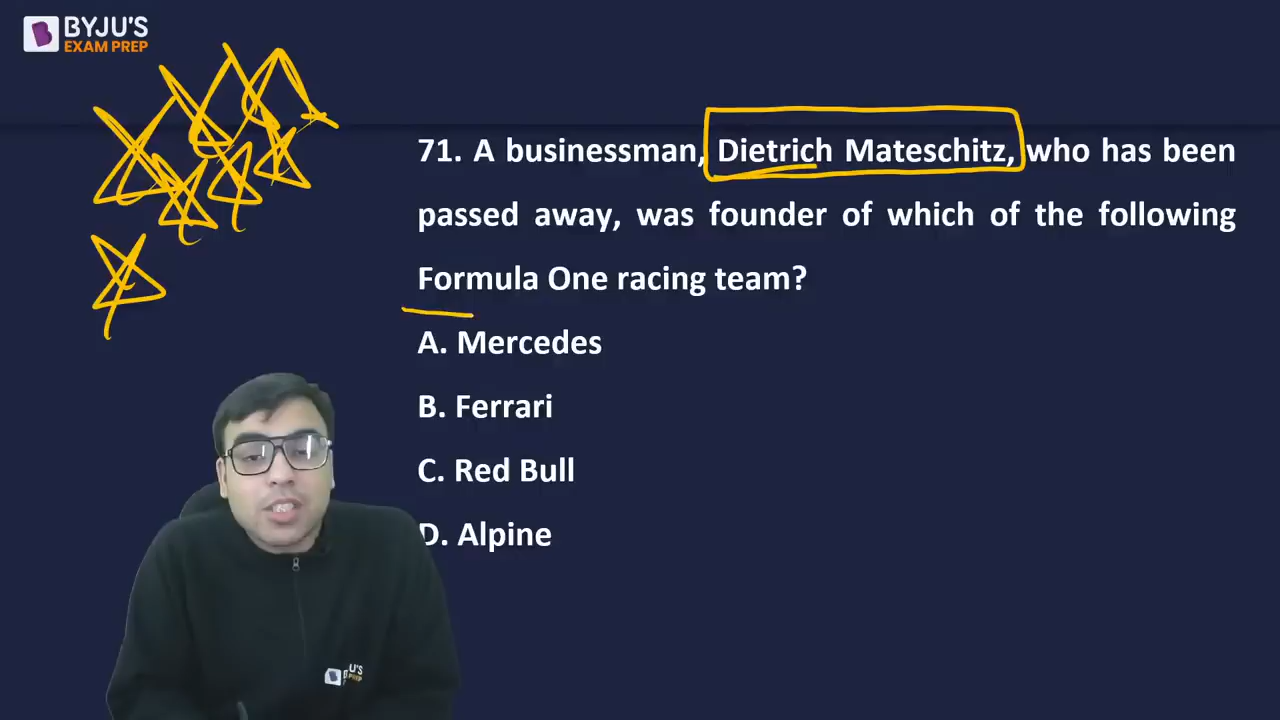 BYJU'S
EXAM PREP
71. A businessman, Dietrich Mateschitz, who has been
passed away, was founder of which of the following
Formula One racing team?
A. Mercedes
B. Ferrari
C. Red Bull
D. Alpine